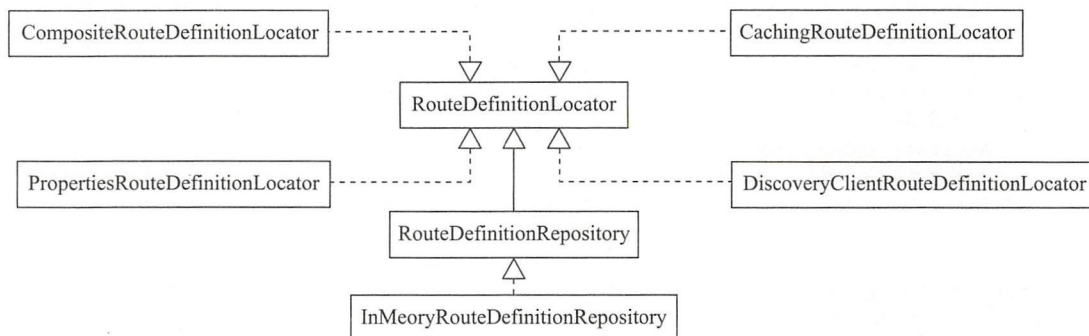 CompositeRouteDefinitionLocator
CachingRouteDefinitionLocator
RouteDefinitionLocator
PropertiesRouteDefinitionLocator
DiscoveryClientRouteDefinitionLocator
RouteDefinitionRepository
InMeoryRouteDefinitionRepository